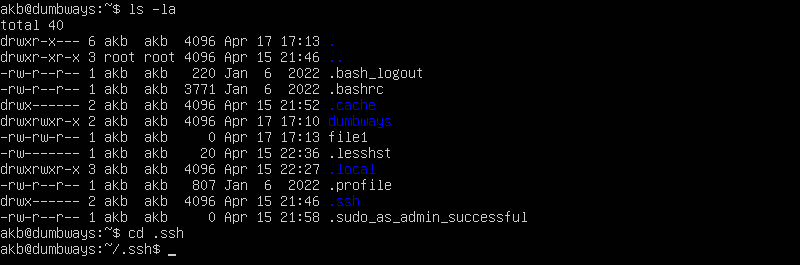 akb@dumbways:~$ ls -la
total 40
drwxr-x--- 6 akb  akb  4096 Apr 17 17:13 .
drwxr-xr-x 3 root root 4096 Apr 15 21:46 ..
-rw-r--r-- 1 akb  akb   220 Jan  6  2022 .bash_logout
-rw-r--r-- 1 akb  akb  3771 Jan  6  2022 .bashrc
drwx------ 2 akb  akb  4096 Apr 15 21:52 .cache
drwxrwxr-x 2 akb  akb  4096 Apr 17 17:10 dumbways
-rw-rw-r-- 1 akb  akb     0 Apr 17 17:13 file1
-rw------- 1 akb  akb    20 Apr 15 22:36 .lesshst
drwxrwxr-x 3 akb  akb  4096 Apr 15 22:27 .local
-rw-r--r-- 1 akb  akb   807 Jan  6  2022 .profile
drwx------ 2 akb  akb  4096 Apr 15 21:46 .ssh
-rw-r--r-- 1 akb  akb     0 Apr 15 21:58 .sudo_as_admin_successful
akb@dumbways:~$ cd .ssh
akb@dumbways:~/.ssh$ _